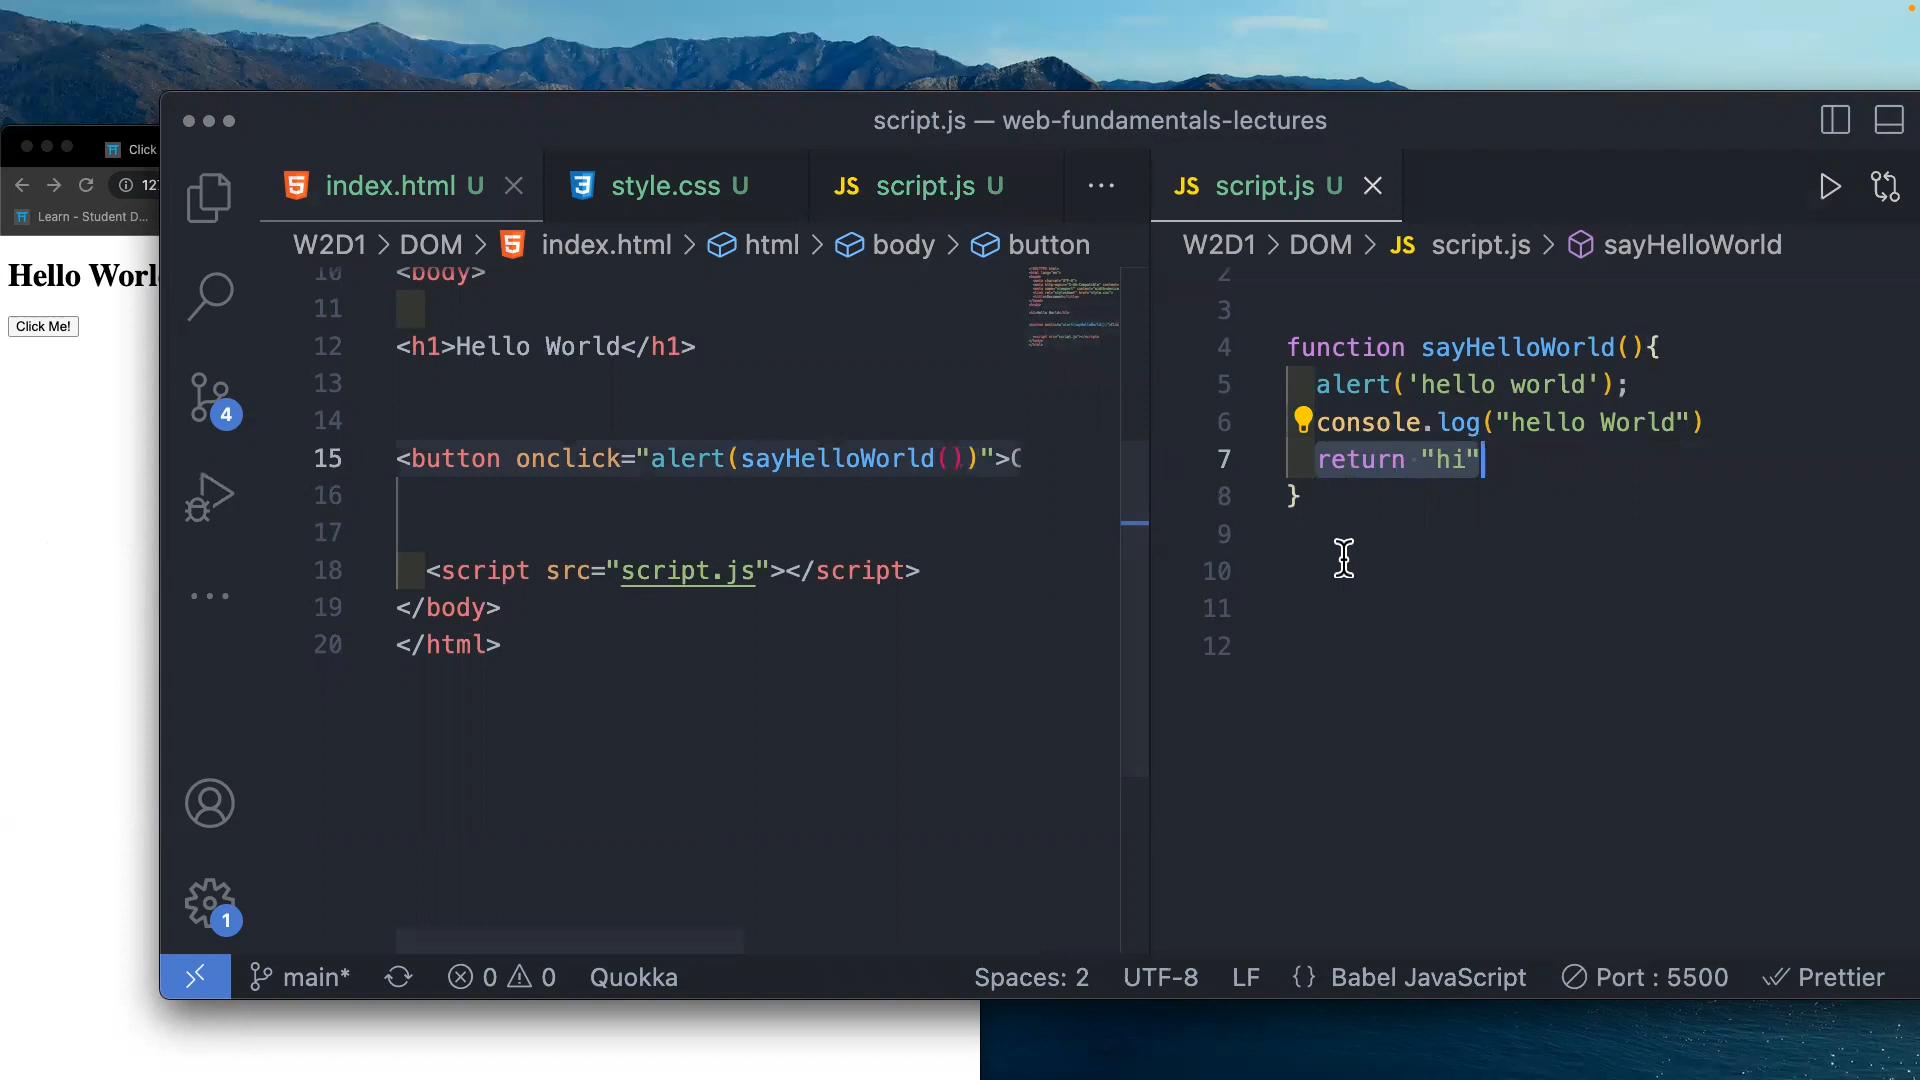 script.js — web-fundamentals-lectures
Click
127
Learn - Student D...
Hello Worl
Click Me!
index.html U
style.css U
JS script.js U
...
JS script.js U
W2D1 > DOM > index.html > html > body > button
W2D1 > DOM > JS script.js > sayHelloWorld
10 <body>
11
12 <h1>Hello World</h1>
13
14
15 <button onclick="alert(sayHelloWorld())">C
16
17
18 <script src="script.js"></script>
19 </body>
20 </html>
2
3
4 function sayHelloWorld(){
5 alert('hello world');
6 console.log("hello World")
7 return "hi"
8 }
9
10
11
12
4
1
main*
0 0
Quokka
Spaces: 2
UTF-8
LF
{} Babel JavaScript
Port : 5500
Prettier